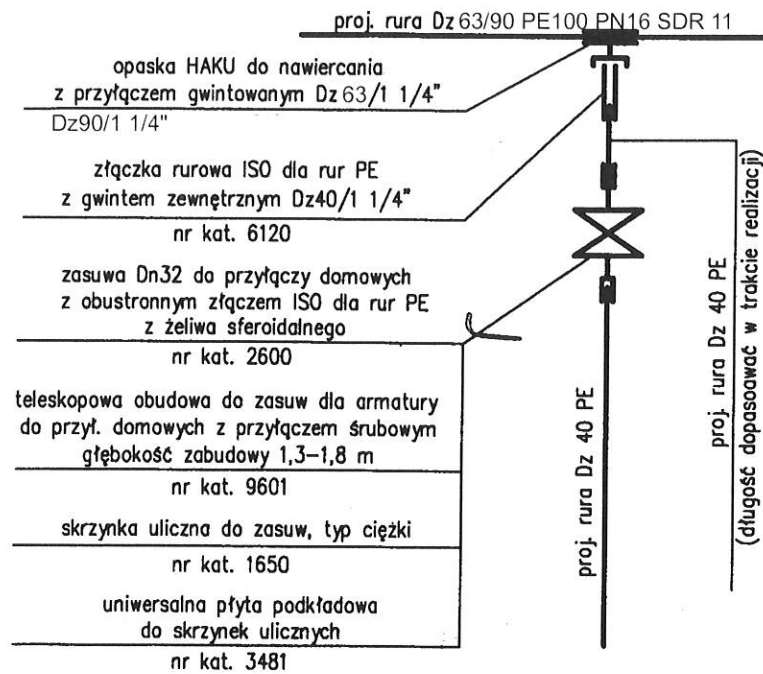 proj. rura Dz 63/90 PE100 PN16 SDR 11
opaska HAKU do nawiercania
z przyłączem gwintowanym Dz 63/1 1/4"
Dz90/1 1/4"
złączka rurowa ISO dla rur PE
z gwintem zewnętrznym Dz40/1 1/4"
nr kat. 6120
zasuwa Dn32 do przyłączy domowych
z obustronnym złączem ISO dla rur PE
z żeliwa sferoidalnego
nr kat. 2600
teleskopowa obudowa do zasuw dla armatury
do przył. domowych z przyłączem śrubowym
głębokość zabudowy 1,3–1,8 m
nr kat. 9601
skrzynka uliczna do zasuw, typ ciężki
nr kat. 1650
uniwersalna płyta podkładowa
do skrzynek ulicznych
nr kat. 3481
proj. rura Dz 40 PE
proj. rura Dz 40 PE
(długość dopasoawać w trakcie realizacji)